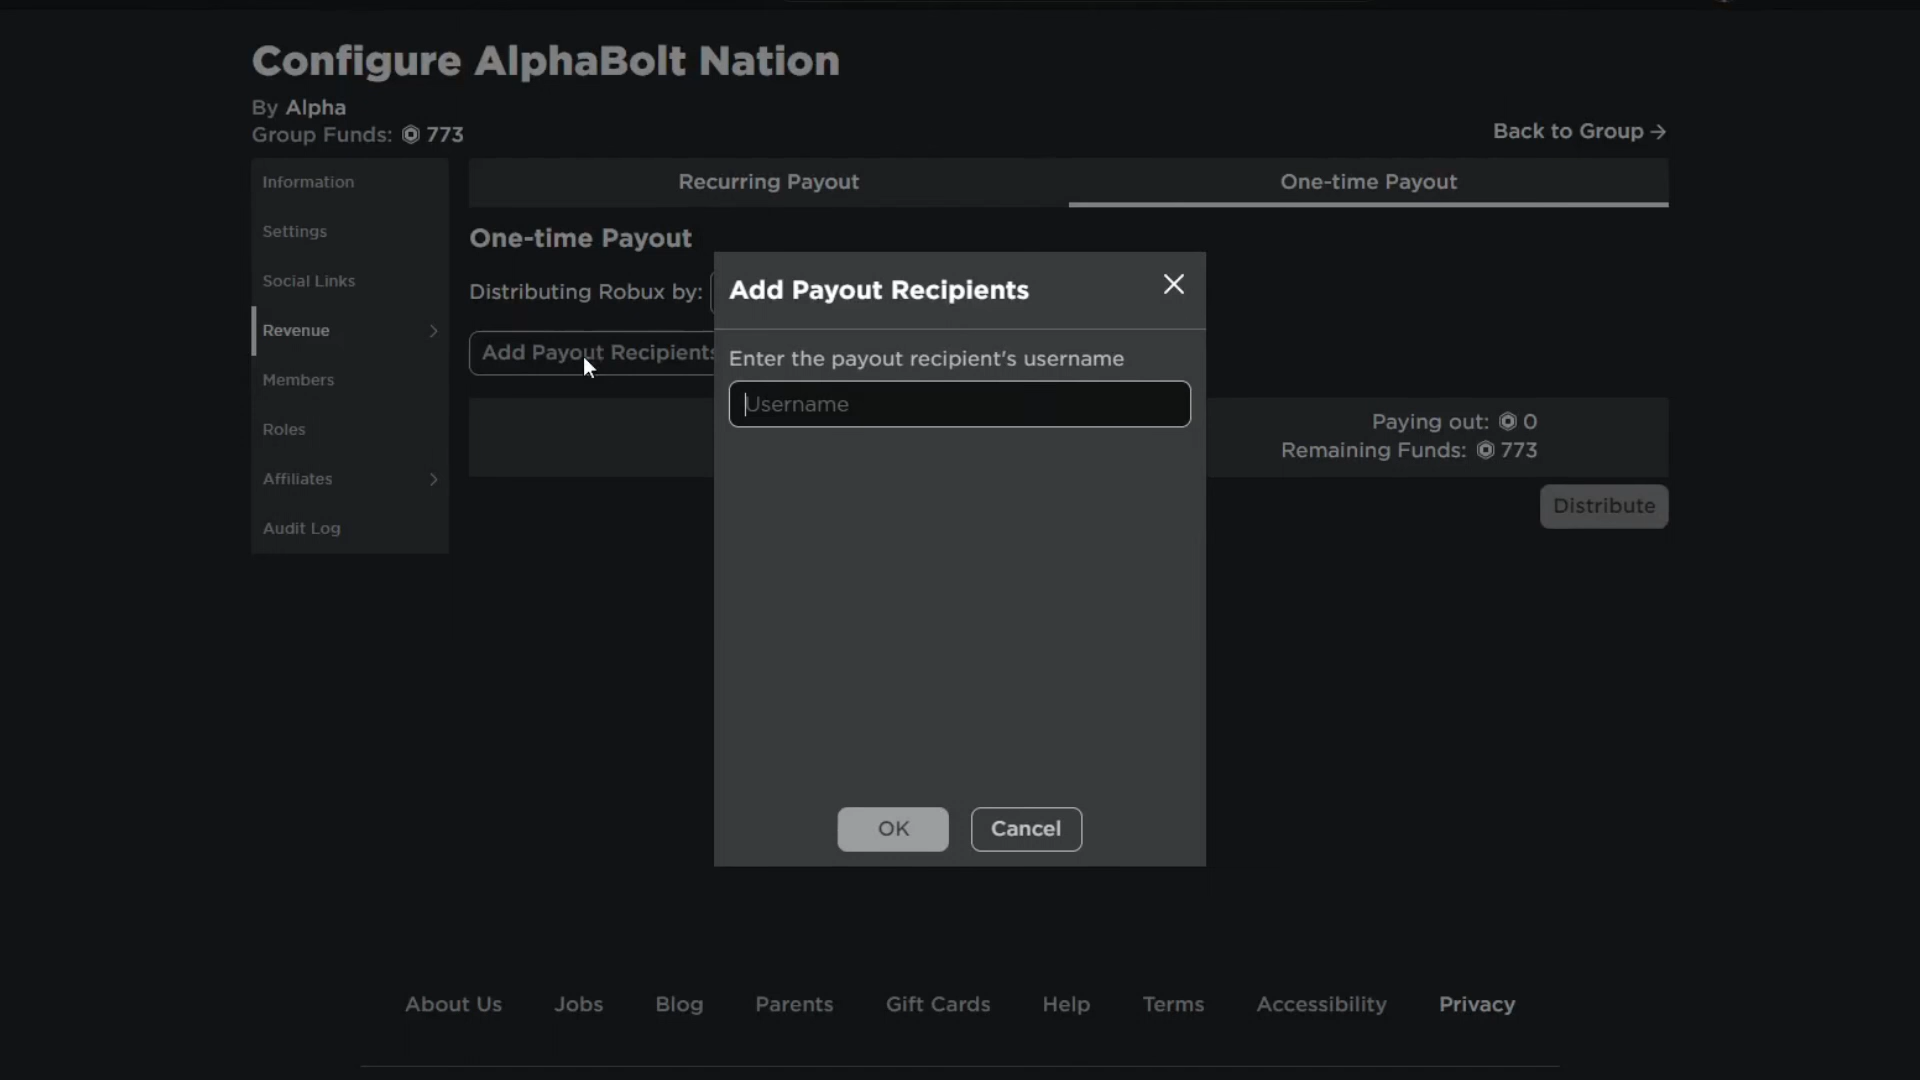 Configure AlphaBolt Nation
By Alpha
Group Funds: 773
Back to Group →
Information
Settings
Social Links
Revenue
Members
Roles
Affiliates
Audit Log
Recurring Payout
One-time Payout
One-time Payout
Distributing Robux by:
Add Payout Recipients
Add Payout Recipients
Enter the payout recipient's username
Username
OK
Cancel
Paying out: 0
Remaining Funds: 773
Distribute
About Us
Jobs
Blog
Parents
Gift Cards
Help
Terms
Accessibility
Privacy